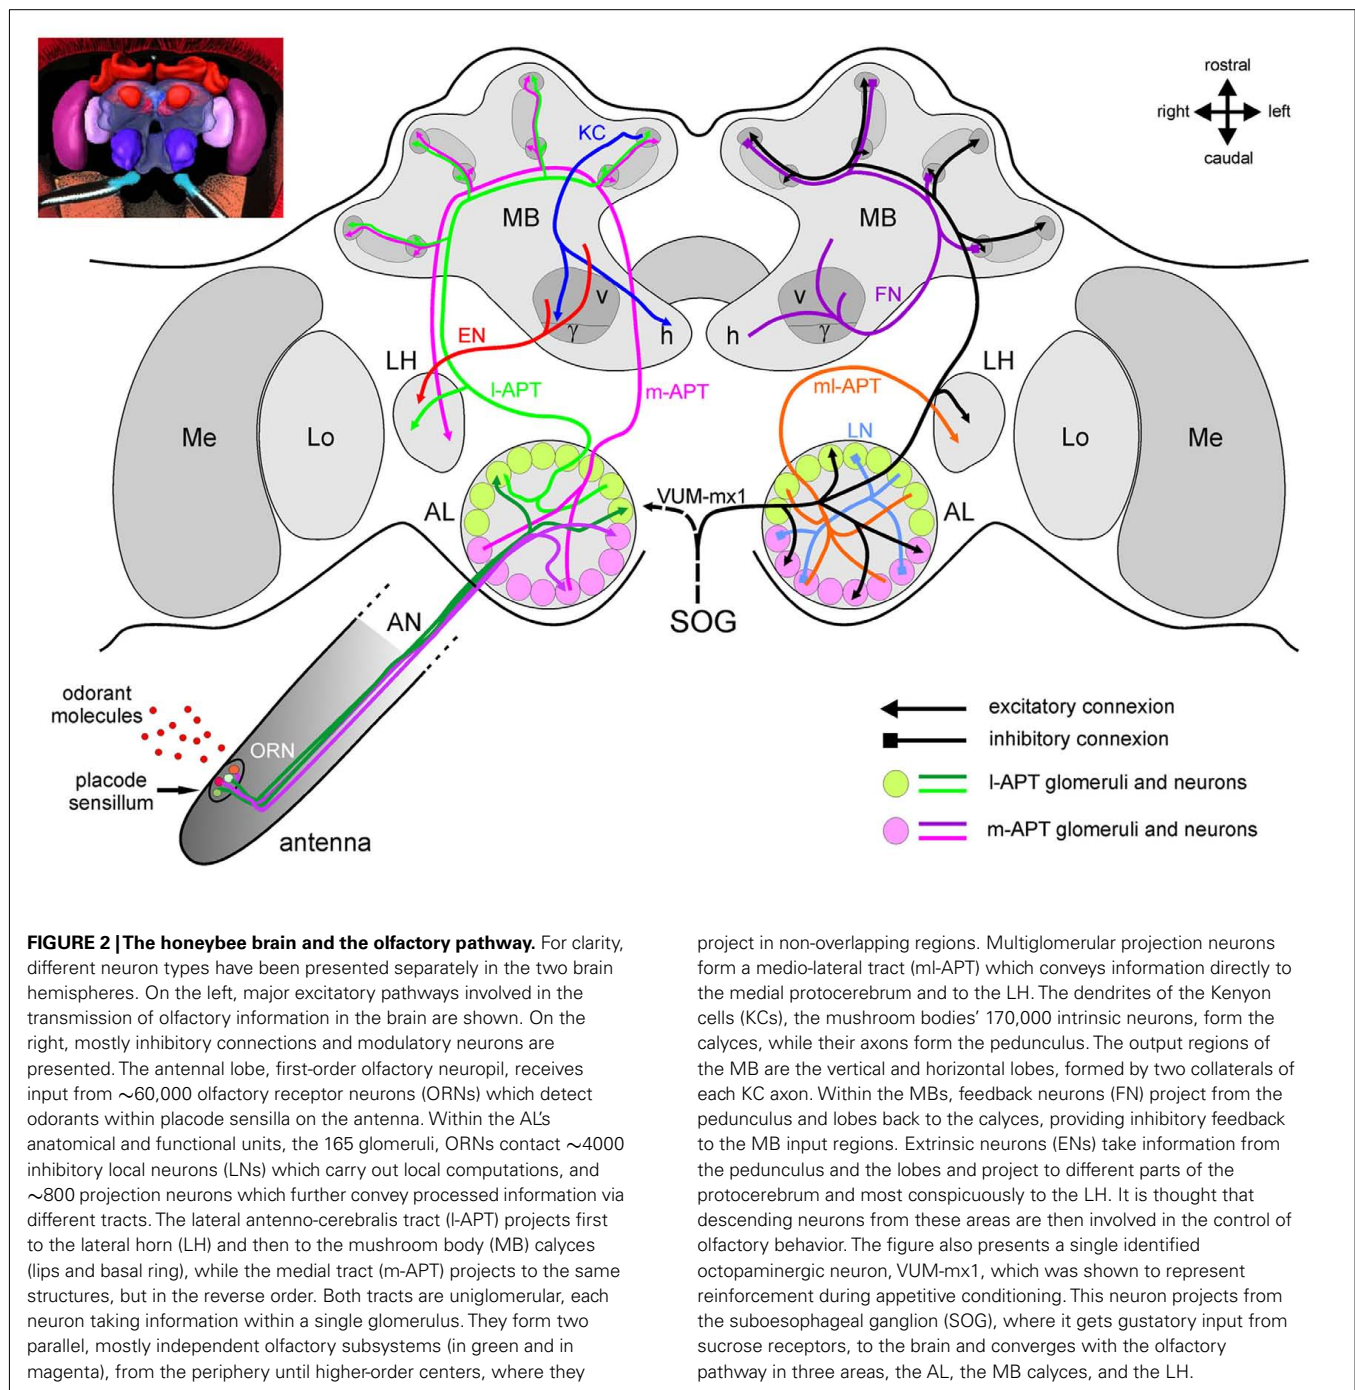 rostral
right
left
caudal
KC
MB
MB
v
γ
h
v
γ
h
FN
EN
LH
LH
l-APT
m-APT
ml-APT
LN
Me
Lo
Lo
Me
AL
AL
VUM-mx1
SOG
AN
odorant
molecules
ORN
placode
sensillum
antenna
excitatory connexion
inhibitory connexion
l-APT glomeruli and neurons
m-APT glomeruli and neurons
FIGURE 2 | The honeybee brain and the olfactory pathway. For clarity,
different neuron types have been presented separately in the two brain
hemispheres. On the left, major excitatory pathways involved in the
transmission of olfactory information in the brain are shown. On the
right, mostly inhibitory connections and modulatory neurons are
presented. The antennal lobe, first-order olfactory neuropil, receives
input from ∼60,000 olfactory receptor neurons (ORNs) which detect
odorants within placode sensilla on the antenna. Within the AL's
anatomical and functional units, the 165 glomeruli, ORNs contact ∼4000
inhibitory local neurons (LNs) which carry out local computations, and
∼800 projection neurons which further convey processed information via
different tracts. The lateral antenno-cerebralis tract (l-APT) projects first
to the lateral horn (LH) and then to the mushroom body (MB) calyces
(lips and basal ring), while the medial tract (m-APT) projects to the same
structures, but in the reverse order. Both tracts are uniglomerular, each
neuron taking information within a single glomerulus. They form two
parallel, mostly independent olfactory subsystems (in green and in
magenta), from the periphery until higher-order centers, where they
project in non-overlapping regions. Multiglomerular projection neurons
form a medio-lateral tract (ml-APT) which conveys information directly to
the medial protocerebrum and to the LH. The dendrites of the Kenyon
cells (KCs), the mushroom bodies' 170,000 intrinsic neurons, form the
calyces, while their axons form the pedunculus. The output regions of
the MB are the vertical and horizontal lobes, formed by two collaterals of
each KC axon. Within the MBs, feedback neurons (FN) project from the
pedunculus and lobes back to the calyces, providing inhibitory feedback
to the MB input regions. Extrinsic neurons (ENs) take information from
the pedunculus and the lobes and project to different parts of the
protocerebrum and most conspicuously to the LH. It is thought that
descending neurons from these areas are then involved in the control of
olfactory behavior. The figure also presents a single identified
octopaminergic neuron, VUM-mx1, which was shown to represent
reinforcement during appetitive conditioning. This neuron projects from
the suboesophageal ganglion (SOG), where it gets gustatory input from
sucrose receptors, to the brain and converges with the olfactory
pathway in three areas, the AL, the MB calyces, and the LH.